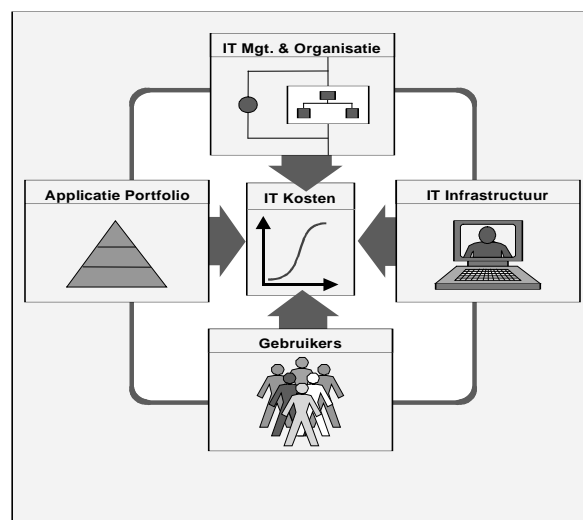 IT Mgt. & Organisatie
Applicatie Portfolio
IT Kosten
IT Infrastructuur
Gebruikers